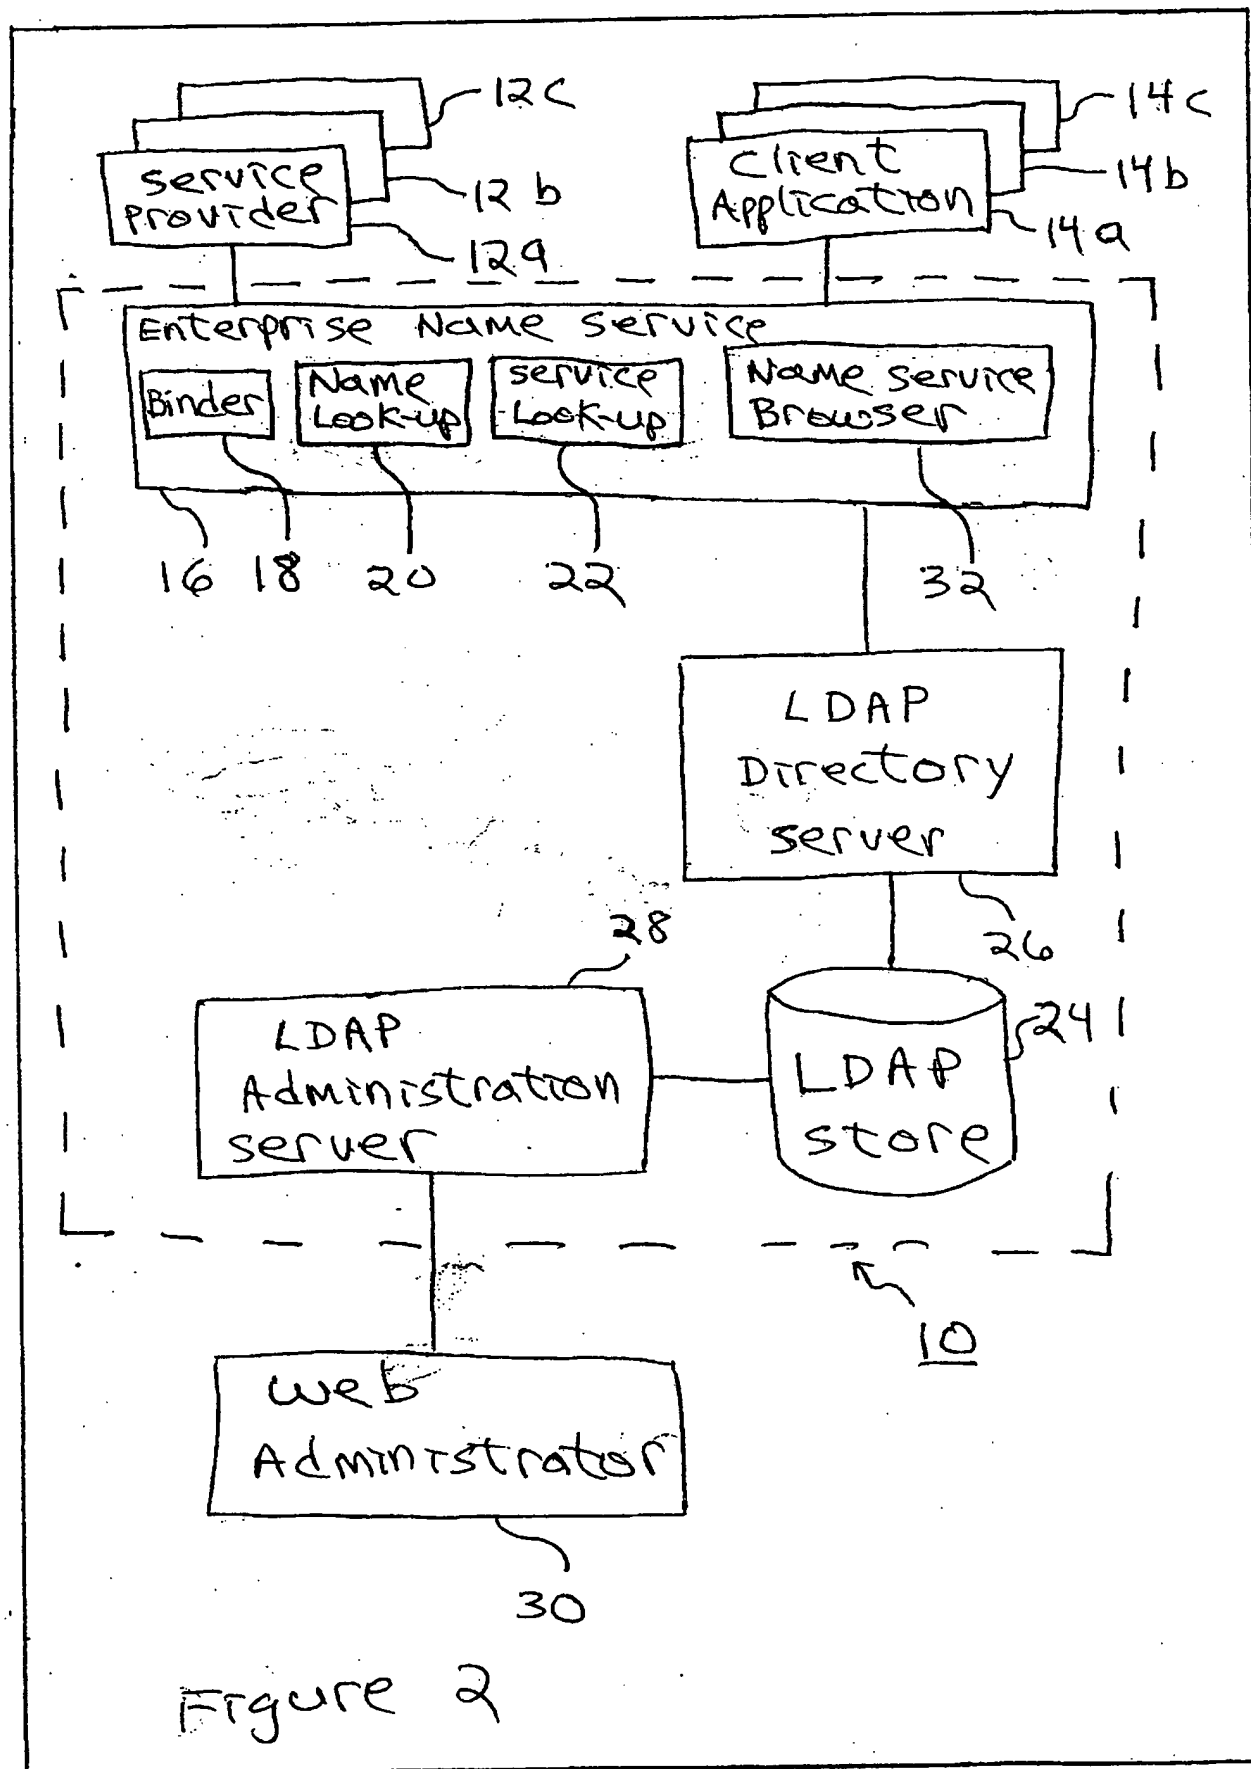 12c
14c
service
Provider
12b
client
Application
14b
12a
14a
Enterprise Name Service
Binder
Name
Look-up
service
Look-up
Name Service
Browser
16
18
20
22
32
LDAP
Directory
server
28
26
LDAP
Administration
server
24
LDAP
store
10
web
Administrator
30
Figure 2